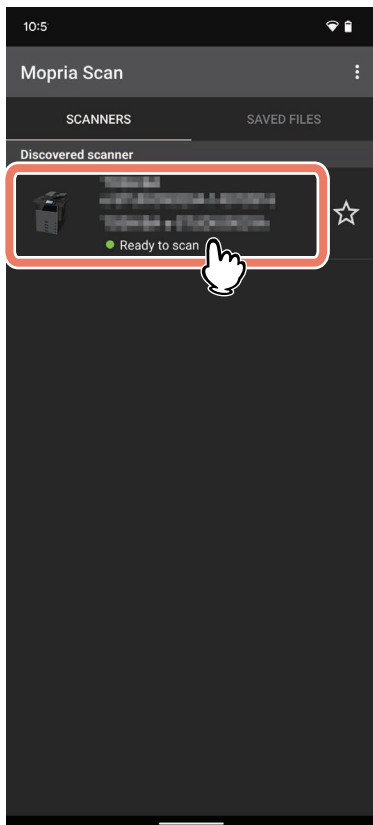 10:5
Mopria Scan
SCANNERS
SAVED FILES
Discovered scanner
Ready to scan